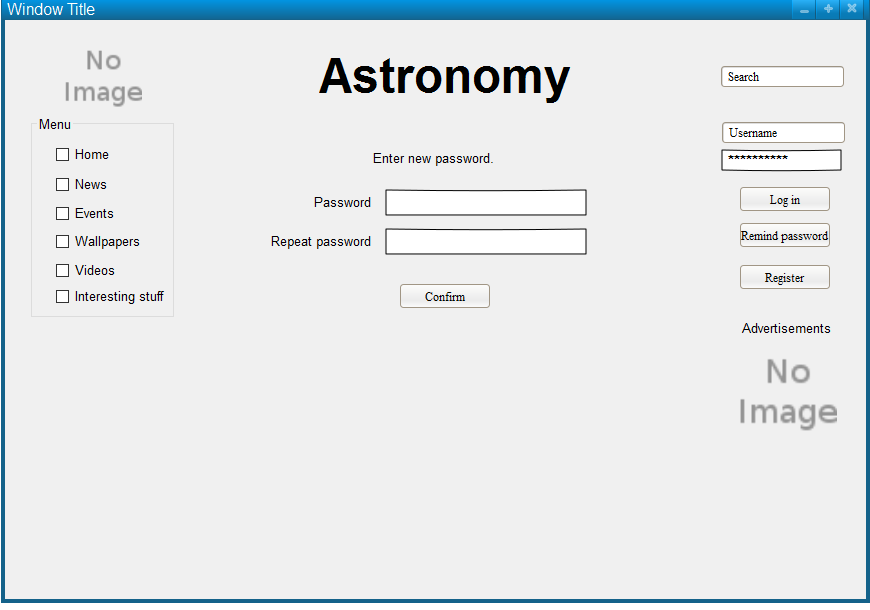 Window Title
No
Image
Astronomy
Search
Menu
Home
News
Events
Wallpapers
Videos
Interesting stuff
Enter new password.
Password
Repeat password
Confirm
Username
**********
Log in
Remind password
Register
Advertisements
No
Image